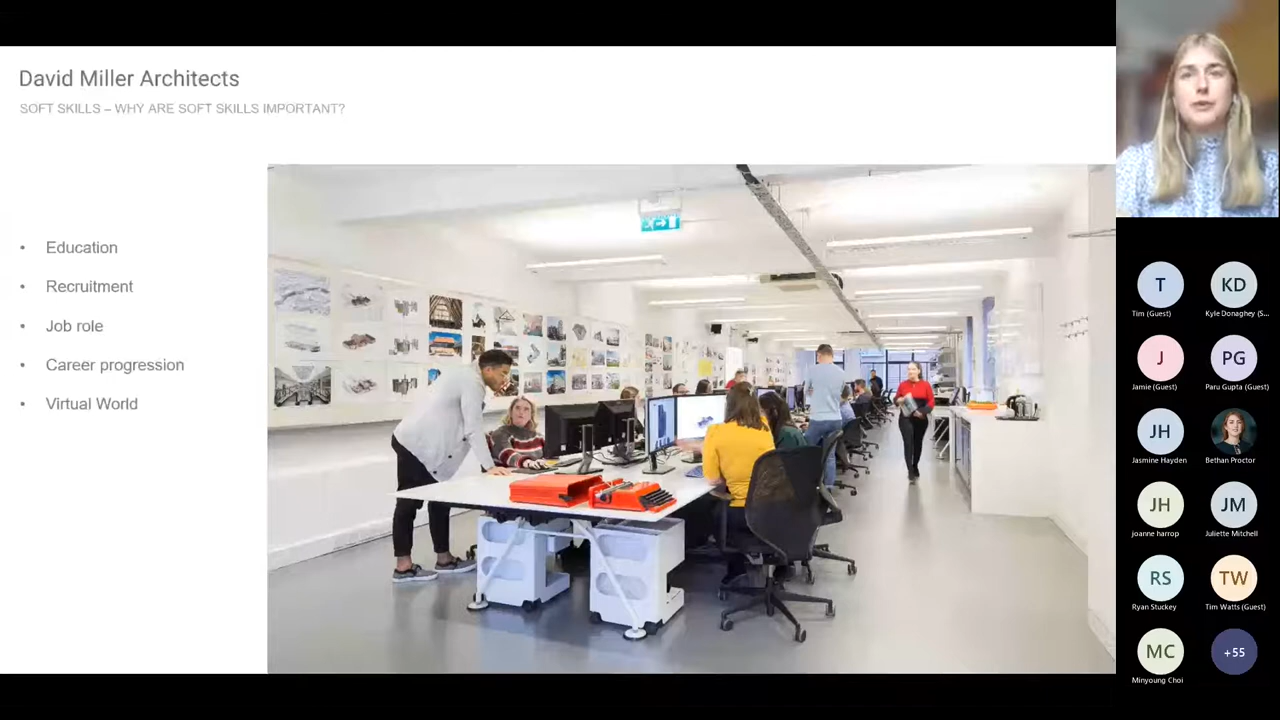 David Miller Architects
SOFT SKILLS – WHY ARE SOFT SKILLS IMPORTANT?
• Education
• Recruitment
• Job role
• Career progression
• Virtual World
T
KD
Tim (Guest)
Kyle Donaghey (S...
J
PG
Jamie (Guest)
Paru Gupta (Guest)
JH
Jasmine Hayden
Bethan Proctor
JH
JM
joanne harrop
Juliette Mitchell
RS
TW
Ryan Stuckey
Tim Watts (Guest)
MC
+55
Minyoung Choi